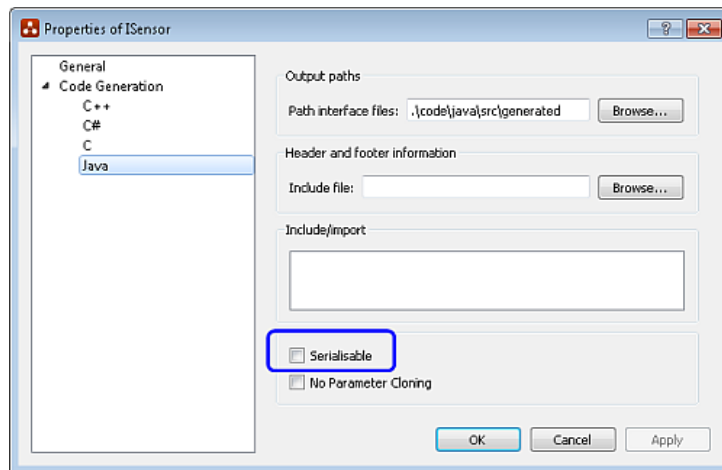 Properties of ISensor
General
Code Generation
C++
C#
C
Java
Output paths
Path interface files: .\code\java\src\generated Browse...
Header and footer information
Include file: Browse...
Include/import
Serialisable
No Parameter Cloning
OK Cancel Apply